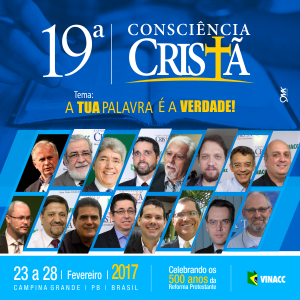 19ª
CONSCIÊNCIA
CRISTÃ
Tema:
A TUA PALAVRA É A VERDADE!
23 a 28 | Fevereiro | 2017
CAMPINA GRANDE | PB | BRASIL
Celebrando os
500 anos da
Reforma Protestante
VINACC